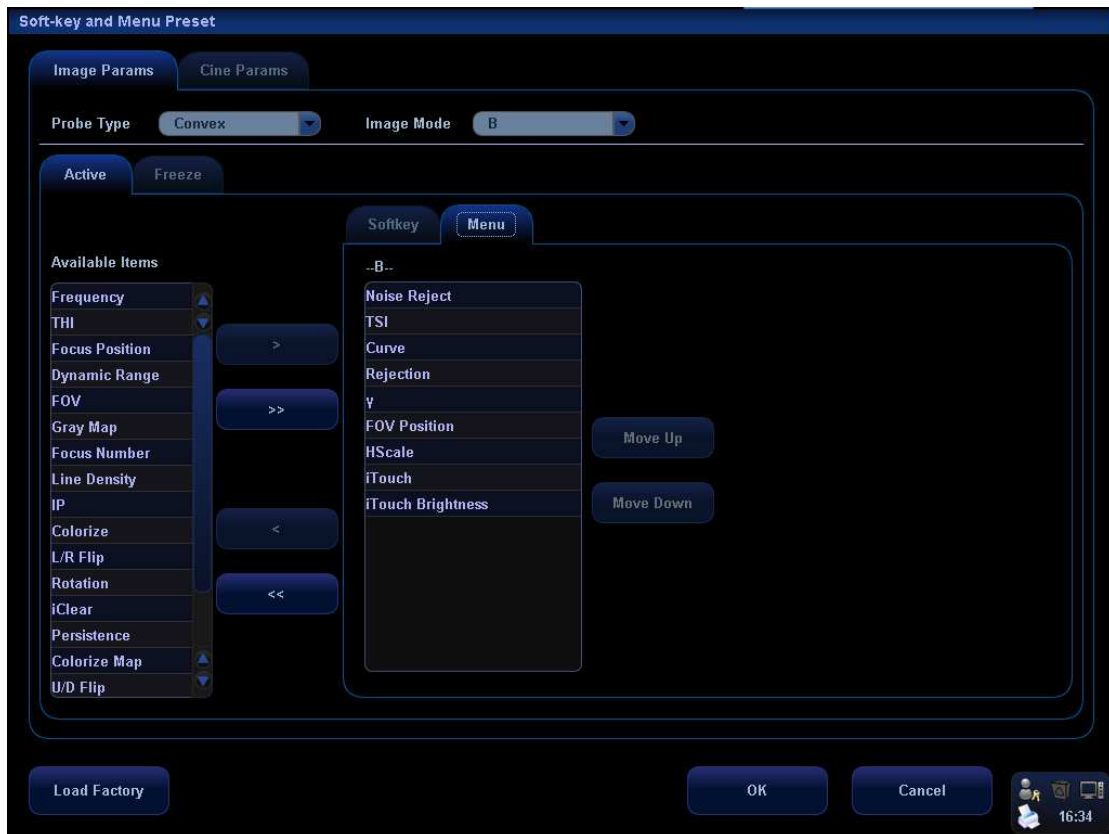 Soft-key and Menu Preset
Image Params
Cine Params
Probe Type
Convex
Image Mode
B
Active
Freeze
Softkey
Menu
Available Items
Frequency
THI
Focus Position
Dynamic Range
FOV
Gray Map
Focus Number
Line Density
IP
Colorize
L/R Flip
Rotation
iClear
Persistence
Colorize Map
U/D Flip
>
>>
<
<<
--B--
Noise Reject
TSI
Curve
Rejection
γ
FOV Position
HScale
iTouch
iTouch Brightness
Move Up
Move Down
Load Factory
OK
Cancel
16:34